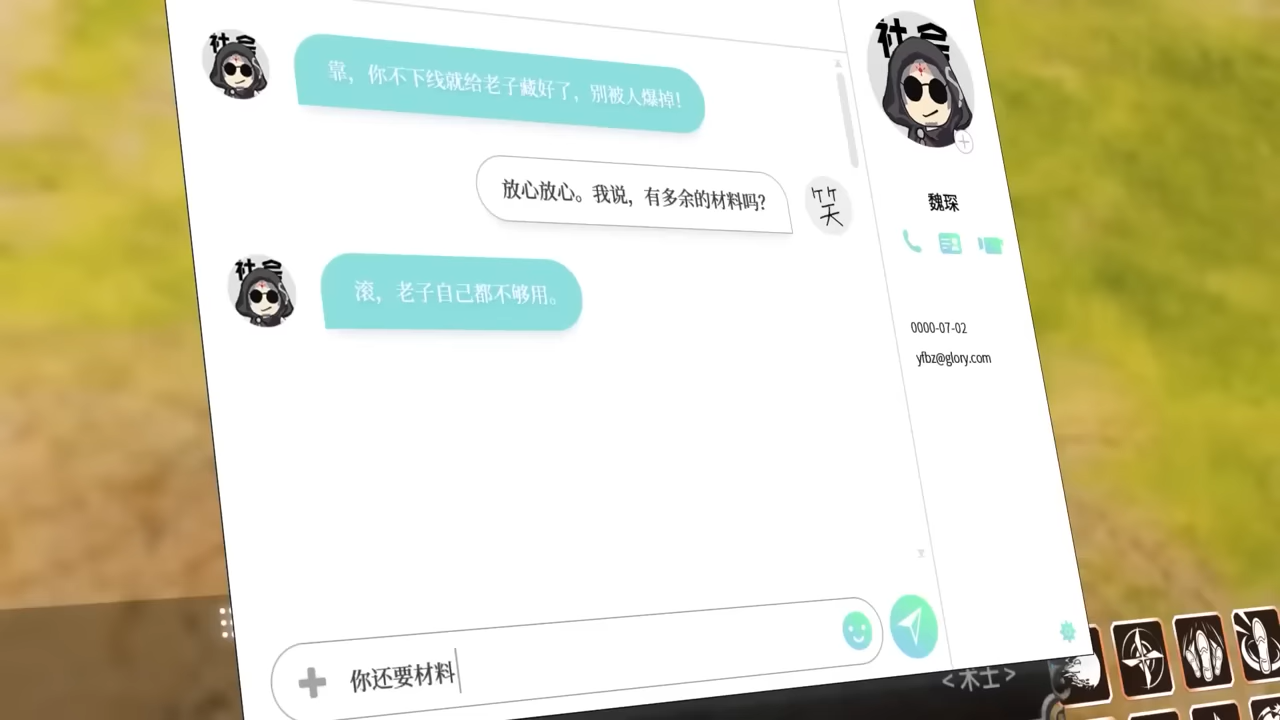 社会
靠，你不下线就给老子藏好了，别被人爆掉！
放心放心。我说，有多余的材料吗？
笑
社会
滚，老子自己都不够用。
你还要材料
社会
魏琛
0000-07-02
yfbz@glory.com
<术士>